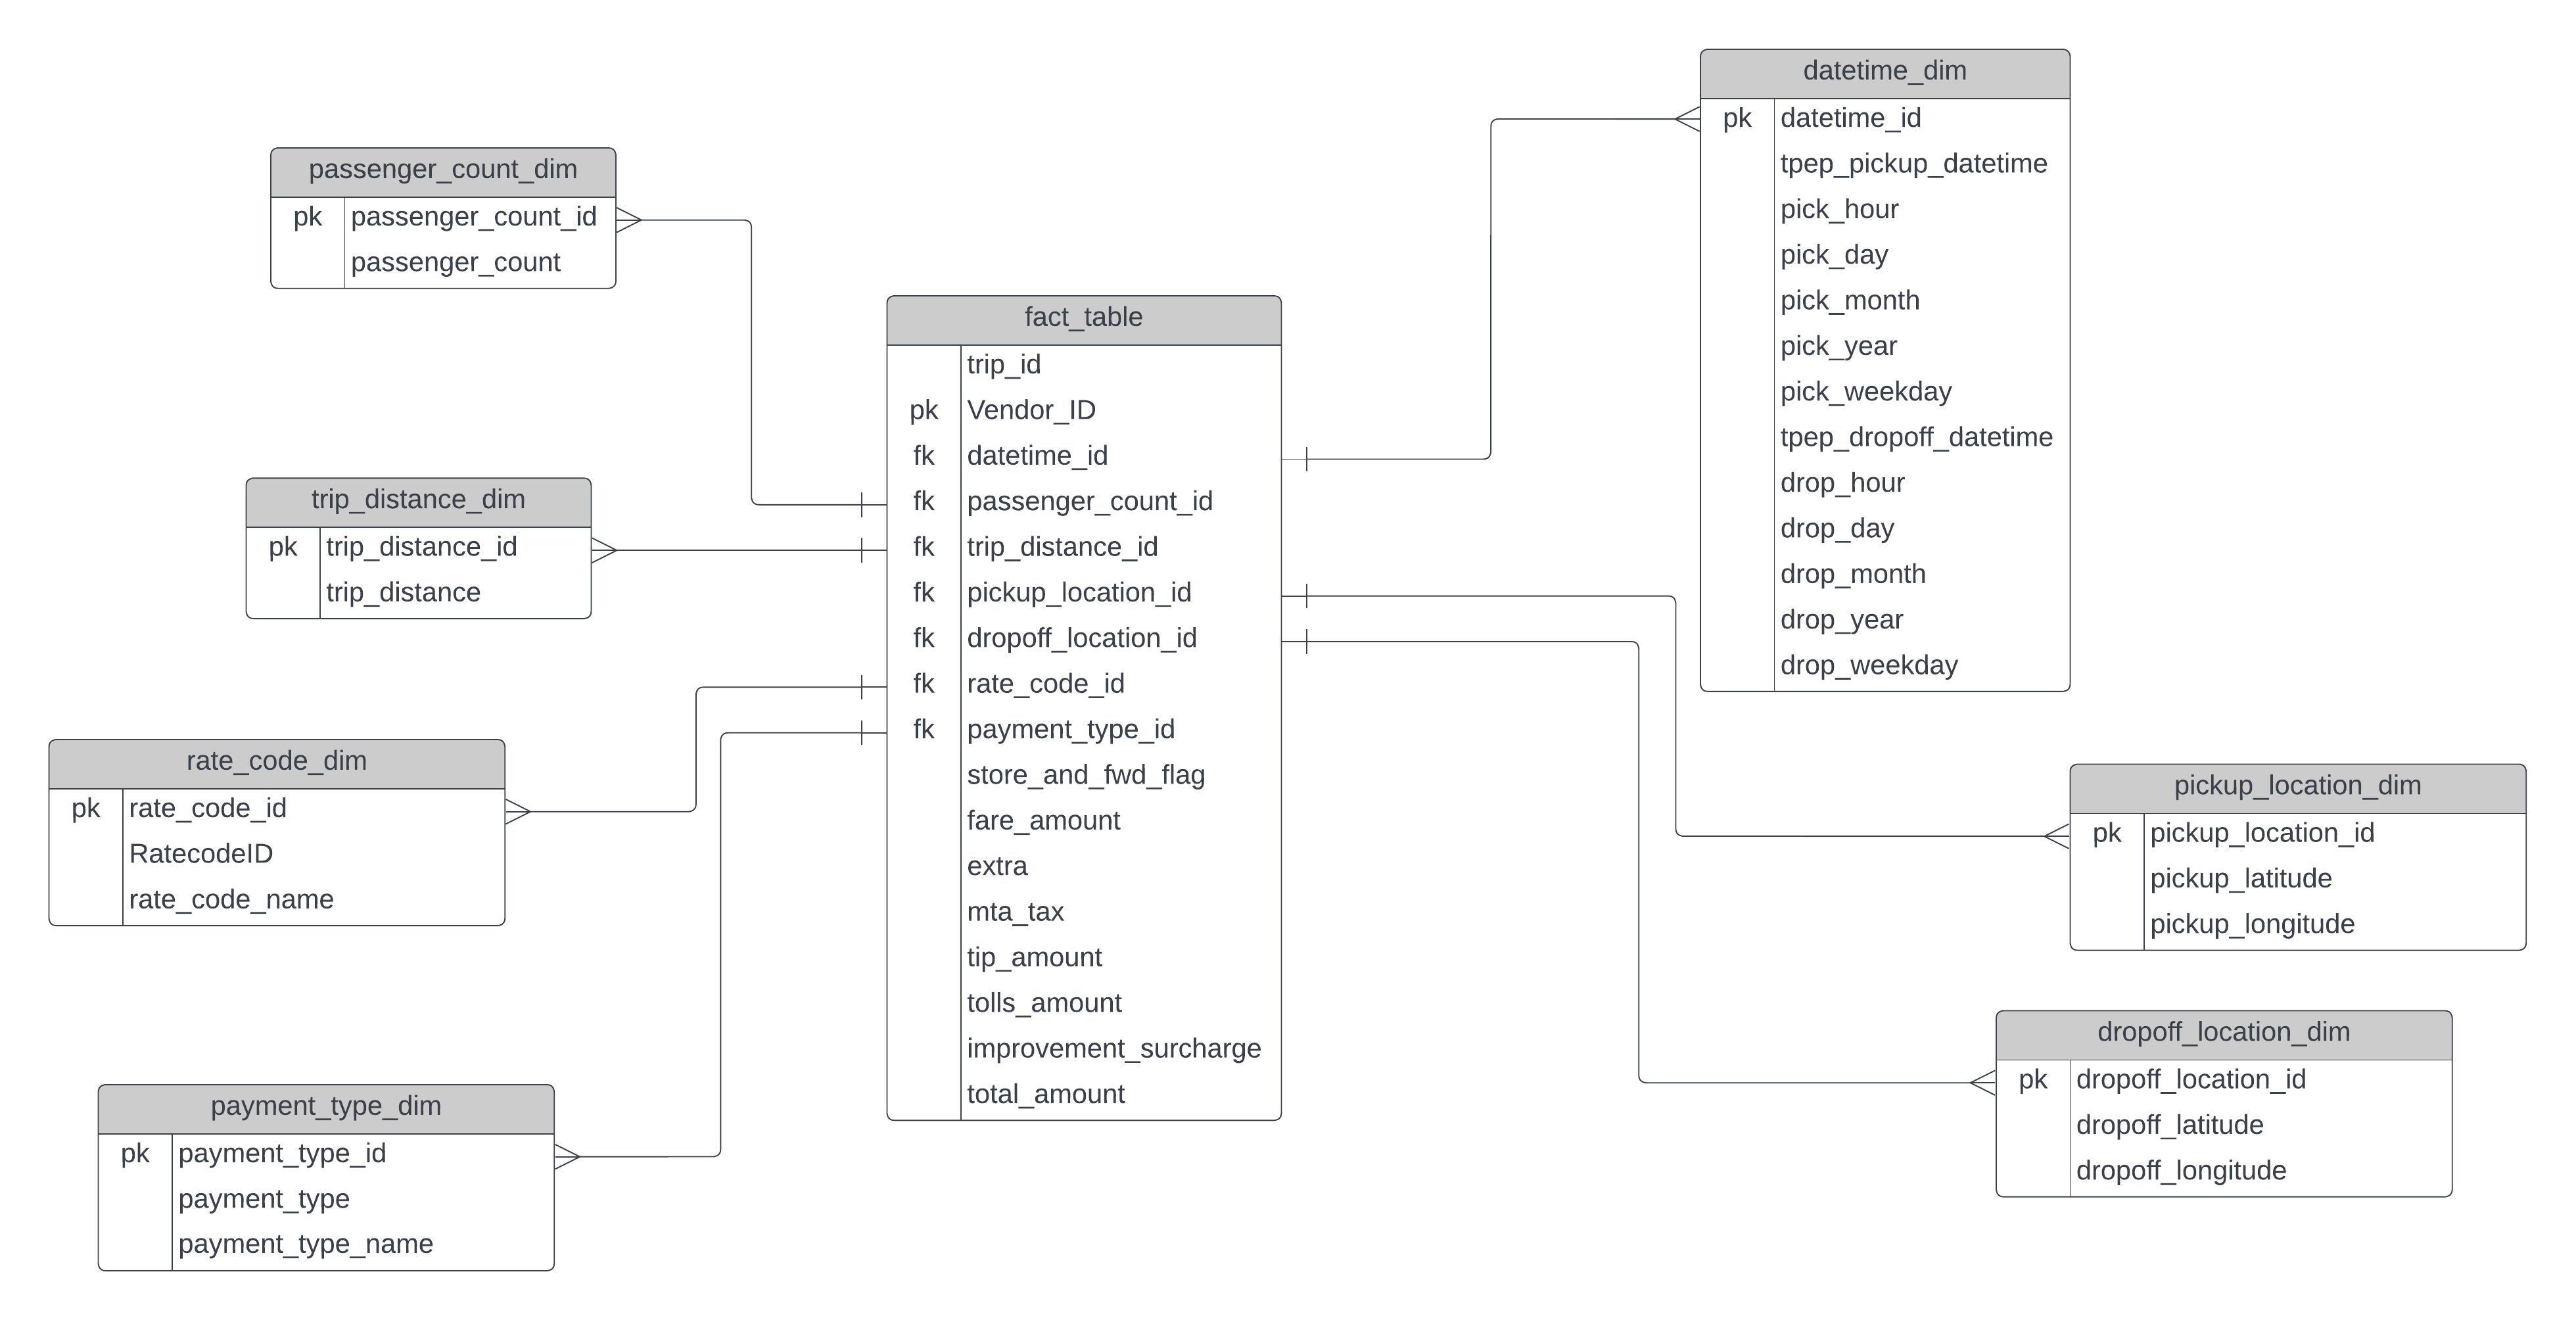 passenger_count_dim
pk passenger_count_id
passenger_count
trip_distance_dim
pk trip_distance_id
trip_distance
rate_code_dim
pk rate_code_id
RatecodeID
rate_code_name
payment_type_dim
pk payment_type_id
payment_type
payment_type_name
fact_table
trip_id
pk Vendor_ID
fk datetime_id
fk passenger_count_id
fk trip_distance_id
fk pickup_location_id
fk dropoff_location_id
fk rate_code_id
fk payment_type_id
store_and_fwd_flag
fare_amount
extra
mta_tax
tip_amount
tolls_amount
improvement_surcharge
total_amount
datetime_dim
pk datetime_id
tpep_pickup_datetime
pick_hour
pick_day
pick_month
pick_year
pick_weekday
tpep_dropoff_datetime
drop_hour
drop_day
drop_month
drop_year
drop_weekday
pickup_location_dim
pk pickup_location_id
pickup_latitude
pickup_longitude
dropoff_location_dim
pk dropoff_location_id
dropoff_latitude
dropoff_longitude